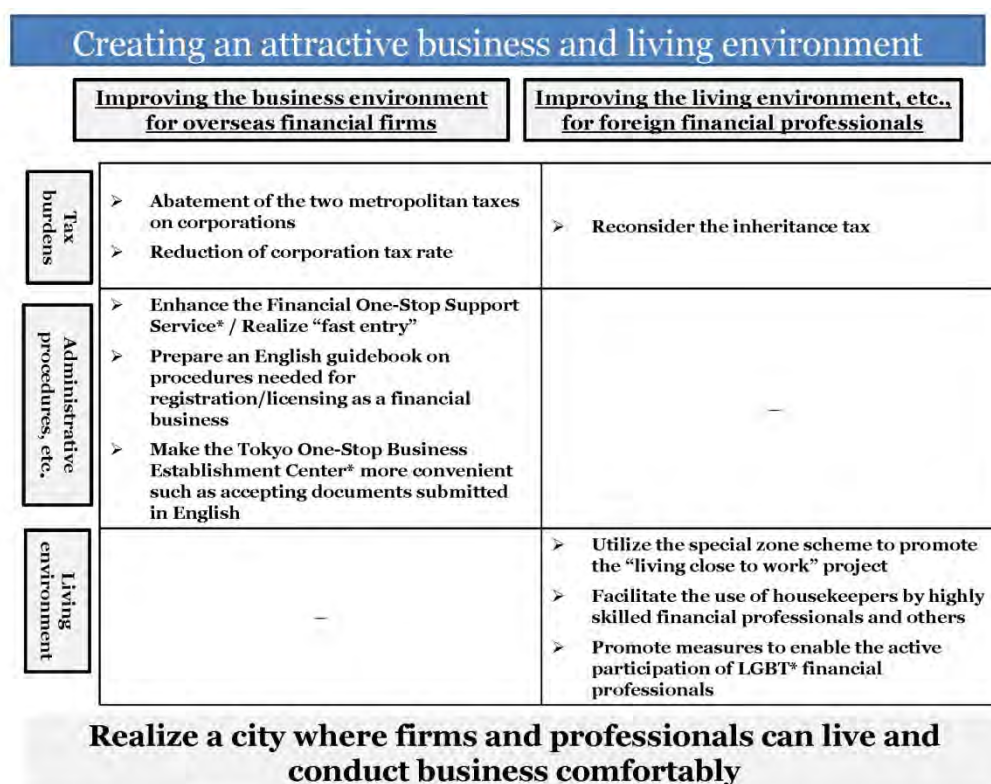 Creating an attractive business and living environment
Improving the business environment
for overseas financial firms
Improving the living environment, etc.,
for foreign financial professionals
Tax
burdens
➢ Abatement of the two metropolitan taxes
on corporations
➢ Reduction of corporation tax rate
➢ Reconsider the inheritance tax
Administrative
procedures, etc.
➢ Enhance the Financial One-Stop Support
Service* / Realize “fast entry”
➢ Prepare an English guidebook on
procedures needed for
registration/licensing as a financial
business
➢ Make the Tokyo One-Stop Business
Establishment Center* more convenient
such as accepting documents submitted
in English
–
Living
environment
–
➢ Utilize the special zone scheme to promote
the “living close to work” project
➢ Facilitate the use of housekeepers by highly
skilled financial professionals and others
➢ Promote measures to enable the active
participation of LGBT* financial
professionals
Realize a city where firms and professionals can live and
conduct business comfortably